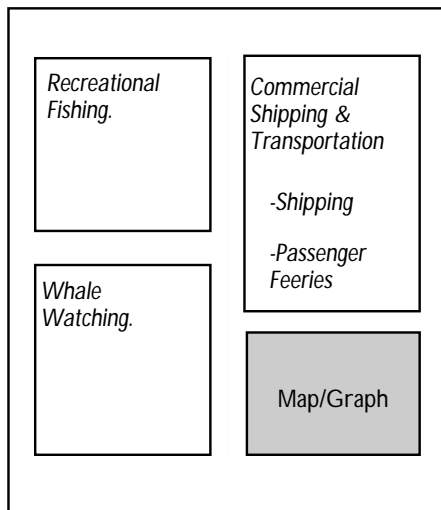 Recreational
Fishing.
Commercial
Shipping &
Transportation
-Shipping
-Passenger
Feeries
Whale
Watching.
Map/Graph